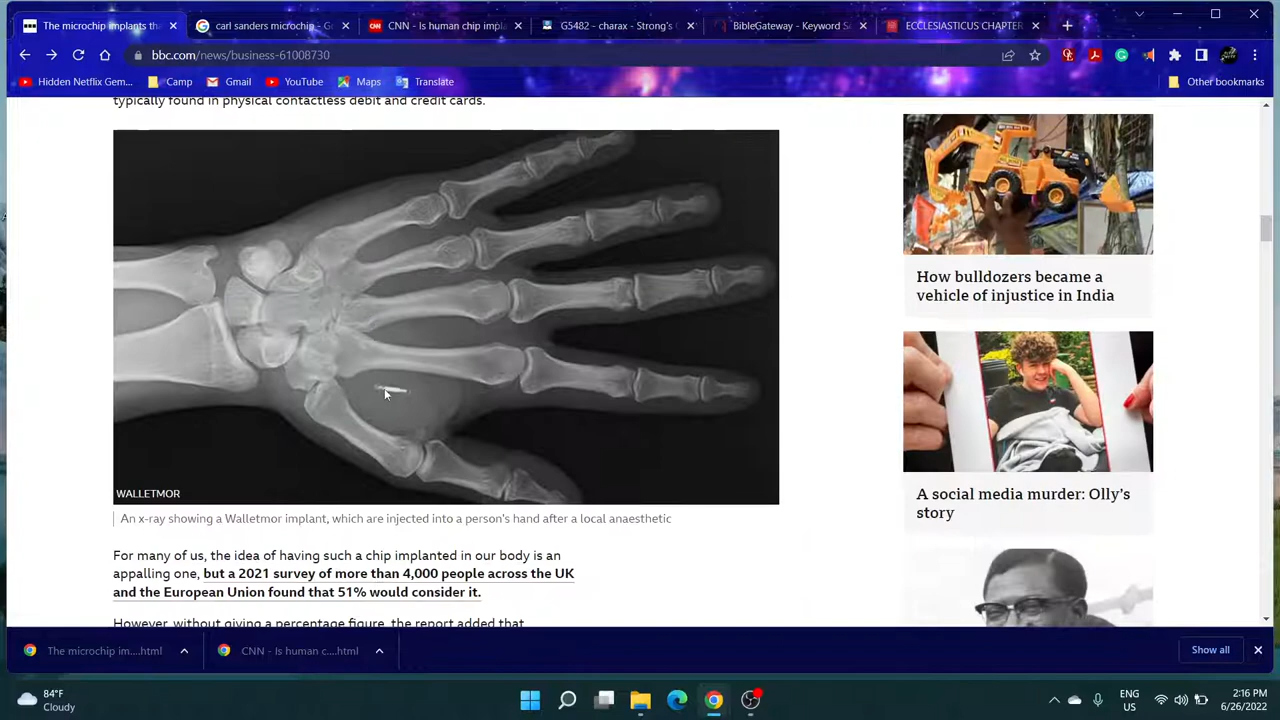 The microchip implants tha
carl sanders microchip - Go
CNN - Is human chip impl
G5482 - charax - Strong's
BibleGateway - Keyword S
ECCLESIASTICUS CHAPTER
bbc.com/news/business-61008730
Hidden Netflix Gem...
Camp
Gmail
YouTube
Maps
Translate
Other bookmarks
typically found in physical contactless debit and credit cards.
WALLETMOR
An x-ray showing a Walletmor implant, which are injected into a person's hand after a local anaesthetic
For many of us, the idea of having such a chip implanted in our body is an
appalling one, but a 2021 survey of more than 4,000 people across the UK
and the European Union found that 51% would consider it.
However, without giving a percentage figure, the report added that
How bulldozers became a
vehicle of injustice in India
A social media murder: Olly's
story
The microchip im....html
CNN - Is human c....html
Show all
84°F
Cloudy
ENG
US
2:16 PM
6/26/2022